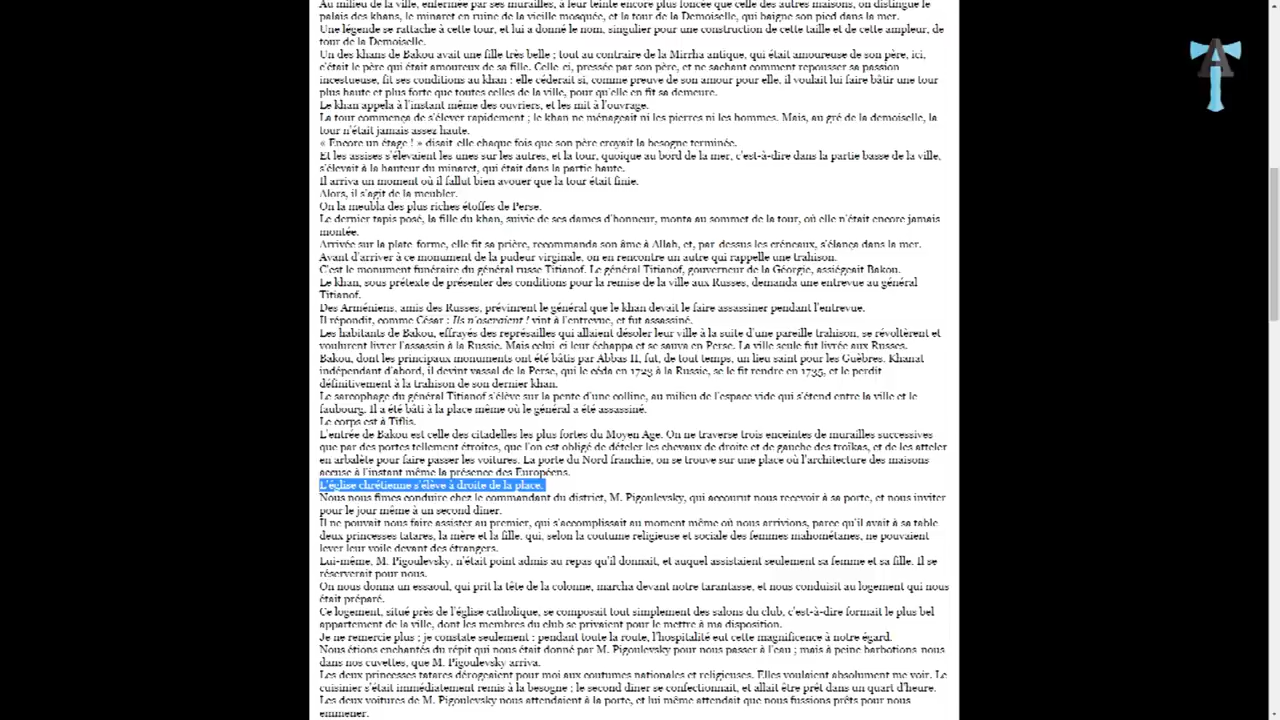 Au milieu de la ville, enfermée par ses murailles, à leur teinte encore plus foncée que celle des autres maisons, on distingue le
palais des khans, le minaret en ruine de la vieille mosquée, et la tour de la Demoiselle, qui baigne son pied dans la mer.
Une légende se rattache à cette tour, et lui a donné le nom, singulier pour une construction de cette taille et de cette ampleur, de
tour de la Demoiselle.
Un des khans de Bakou avait une fille très belle ; tout au contraire de la Mirrha antique, qui était amoureuse de son père, ici,
c'était le père qui était amoureux de sa fille. Celle-ci, pressée par son père, et ne sachant comment repousser sa passion
incestueuse, fit ses conditions au khan : elle céderait si, comme preuve de son amour pour elle, il voulait lui faire bâtir une tour
plus haute et plus forte que toutes celles de la ville, pour qu'elle en fit sa demeure.
Le khan appela à l'instant même des ouvriers, et les mit à l'ouvrage.
La tour commença de s'élever rapidement ; le khan ne ménageait ni les pierres ni les hommes. Mais, au gré de la demoiselle, la
tour n'était jamais assez haute.
« Encore un étage ! » disait-elle chaque fois que son père croyait la besogne terminée.
Et les assises s'élevaient les unes sur les autres, et la tour, quoique au bord de la mer, c'est-à-dire dans la partie basse de la ville,
s'élevait à la hauteur du minaret, qui était dans la partie haute.
Il arriva un moment où il fallut bien avouer que la tour était finie.
Alors, il s'agit de la meubler.
On la meubla des plus riches étoffes de Perse.
Le dernier tapis posé, la fille du khan, suivie de ses dames d'honneur, monta au sommet de la tour, où elle n'était encore jamais
montée.
Arrivée sur la plate-forme, elle fit sa prière, recommanda son âme à Allah, et, par-dessus les créneaux, s'élança dans la mer.
Avant d'arriver à ce monument de la pudeur virginale, on en rencontre un autre qui rappelle une trahison.
C'est le monument funéraire du général russe Titianof. Le général Titianof, gouverneur de la Géorgie, assiégeait Bakou.
Le khan, sous prétexte de présenter des conditions pour la remise de la ville aux Russes, demanda une entrevue au général
Titianof.
Des Arméniens, amis des Russes, prévinrent le général que le khan devait le faire assassiner pendant l'entrevue.
Il répondit, comme César : Ils n'oseraient ! vint à l'entrevue, et fut assassiné.
Les habitants de Bakou, effrayés des représailles qui allaient désoler leur ville à la suite d'une pareille trahison, se révoltèrent et
voulurent livrer l'assassin à la Russie. Mais celui-ci leur échappa et se sauva en Perse. La ville seule fut livrée aux Russes.
Bakou, dont les principaux monuments ont été bâtis par Abbas II, fut, de tout temps, un lieu saint pour les Guèbres. Khanat
indépendant d'abord, il devint vassal de la Perse, qui le céda en 1723 à la Russie, se le fit rendre en 1735, et le perdit
définitivement à la trahison de son dernier khan.
Le sarcophage du général Titianof s'élève sur la pente d'une colline, au milieu de l'espace vide qui s'étend entre la ville et le
faubourg. Il a été bâti à la place même où le général a été assassiné.
Le corps est à Tiflis.
L'entrée de Bakou est celle des citadelles les plus fortes du Moyen Age. On ne traverse trois enceintes de murailles successives
que par des portes tellement étroites, que l'on est obligé de dételer les chevaux de droite et de gauche des troïkas, et de les atteler
en arbalète pour faire passer les voitures. La porte du Nord franchie, on se trouve sur une place où l'architecture des maisons
accuse à l'instant même la présence des Européens.
L'église chrétienne s'élève à droite de la place.
Nous nous fîmes conduire chez le commandant du district, M. Pigoulevsky, qui accourut nous recevoir à sa porte, et nous inviter
pour le jour même à un second dîner.
Il ne pouvait nous faire assister au premier, qui s'accomplissait au moment même où nous arrivions, parce qu'il avait à sa table
deux princesses tatares, la mère et la fille, qui, selon la coutume religieuse et sociale des femmes mahométanes, ne pouvaient
lever leur voile devant des étrangers.
Lui-même, M. Pigoulevsky, n'était point admis au repas qu'il donnait, et auquel assistaient seulement sa femme et sa fille. Il se
réserverait pour nous.
On nous donna un essaoul, qui prit la tête de la colonne, marcha devant notre tarantasse, et nous conduisit au logement qui nous
était préparé.
Ce logement, situé près de l'église catholique, se composait tout simplement des salons du club, c'est-à-dire formait le plus bel
appartement de la ville, dont les membres du club se privaient pour le mettre à ma disposition.
Je ne remercie plus ; je constate seulement : pendant toute la route, l'hospitalité eut cette magnificence à notre égard.
Nous étions enchantés du répit qui nous était donné par M. Pigoulevsky pour nous passer à l'eau ; mais à peine barbotions-nous
dans nos cuvettes, que M. Pigoulevsky arriva.
Les deux princesses tatares dérogeaient pour moi aux coutumes nationales et religieuses. Elles voulaient absolument me voir. Le
cuisinier s'était immédiatement remis à la besogne ; le second dîner se confectionnait, et allait être prêt dans un quart d'heure.
Les deux voitures de M. Pigoulevsky nous attendaient à la porte, et lui-même attendait que nous fussions prêts pour nous
emmener.